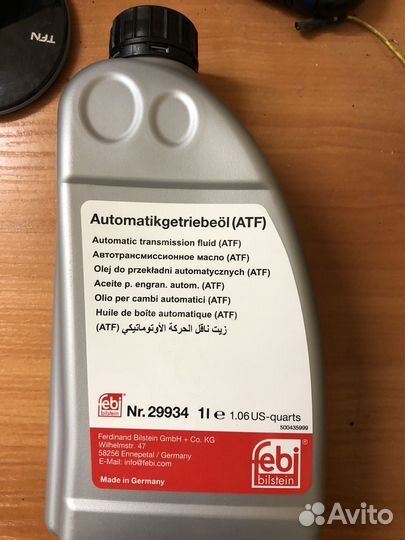 TFN
Automatikgetriebeöl (ATF)
Automatic transmission fluid (ATF)
Автотрансмиссионное масло (ATF)
Olej do przekładni automatycznych (ATF)
Aceite p. engran. autom. (ATF)
Olio per cambi automatici (ATF)
Huile de boîte automatique (ATF)
زيت ناقل الحركة الأوتوماتيكي (ATF)
febi
bilstein
Nr. 29934 1l e 1.06 US-quarts
500435999
Ferdinand Bilstein GmbH + Co. KG
Wilhelmstr. 47
58256 Ennepetal / Germany
E-Mail: info@febi.com
Made in Germany
febi
bilstein
Avito